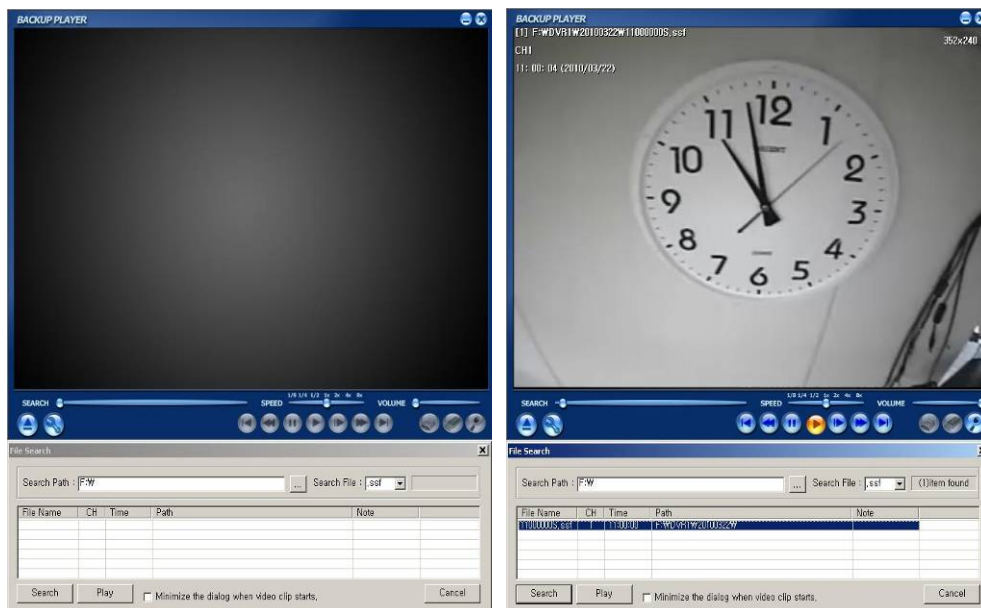 BACKUP PLAYER
SEARCH
SPEED
1/8 1/4 1/2 1x 2x 4x 8x
VOLUME
File Search
Search Path : F:₩
...
Search File : .ssf
File Name CH Time Path Note
Search
Play
Minimize the dialog when video clip starts.
Cancel
BACKUP PLAYER
[1] F:₩DVR1₩20100322₩11000000S.ssf
352x240
CH1
11: 00: 04 (2010/03/22)
12
1
2
3
4
5
6
7
8
9
10
11
ORIENT
SEARCH
SPEED
1/8 1/4 1/2 1x 2x 4x 8x
VOLUME
File Search
Search Path : F:₩
...
Search File : .ssf
(1)item found
File Name CH Time Path Note
11000000S.ssf 1 11:00:00 F:₩DVR1₩20100322₩
Search
Play
Minimize the dialog when video clip starts.
Cancel